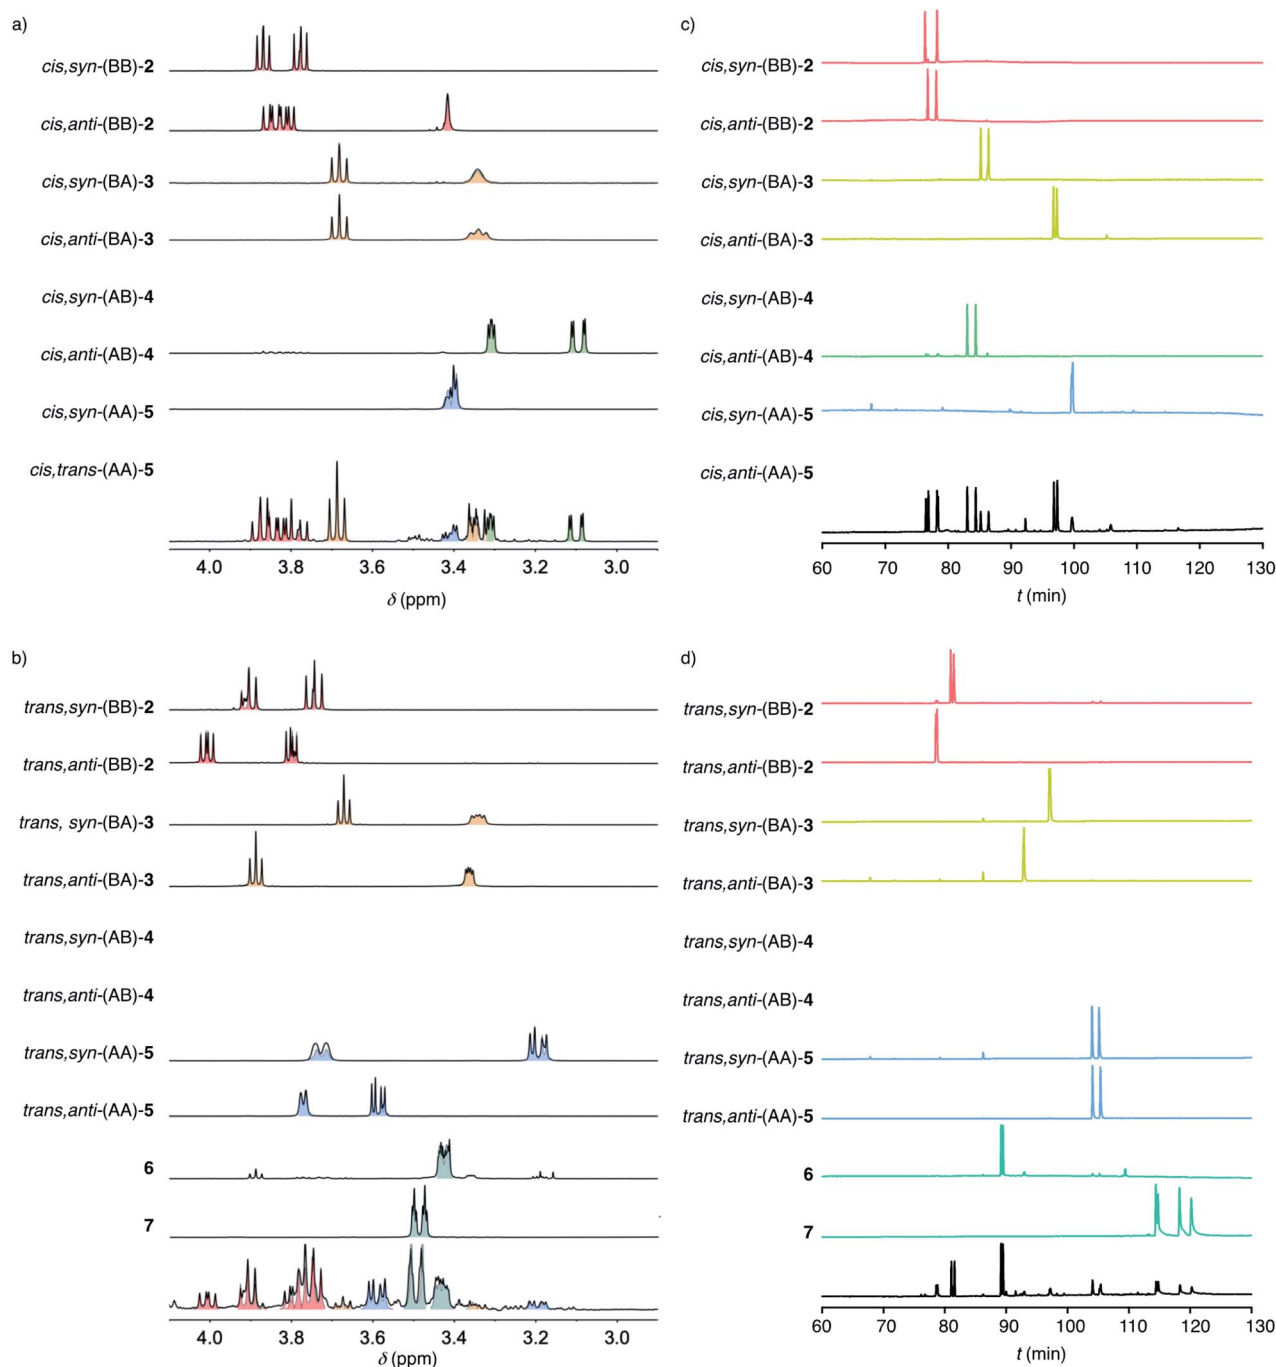 a)
cis,syn-(BB)-2
cis,anti-(BB)-2
cis,syn-(BA)-3
cis,anti-(BA)-3
cis,syn-(AB)-4
cis,anti-(AB)-4
cis,syn-(AA)-5
cis,trans-(AA)-5
4.0 3.8 3.6 3.4 3.2 3.0
δ (ppm)
c)
cis,syn-(BB)-2
cis,anti-(BB)-2
cis,syn-(BA)-3
cis,anti-(BA)-3
cis,syn-(AB)-4
cis,anti-(AB)-4
cis,syn-(AA)-5
cis,anti-(AA)-5
60 70 80 90 100 110 120 130
t (min)
b)
trans,syn-(BB)-2
trans,anti-(BB)-2
trans, syn-(BA)-3
trans,anti-(BA)-3
trans,syn-(AB)-4
trans,anti-(AB)-4
trans,syn-(AA)-5
trans,anti-(AA)-5
6
7
4.0 3.8 3.6 3.4 3.2 3.0
δ (ppm)
d)
trans,syn-(BB)-2
trans,anti-(BB)-2
trans,syn-(BA)-3
trans,anti-(BA)-3
trans,syn-(AB)-4
trans,anti-(AB)-4
trans,syn-(AA)-5
trans,anti-(AA)-5
6
7
60 70 80 90 100 110 120 130
t (min)